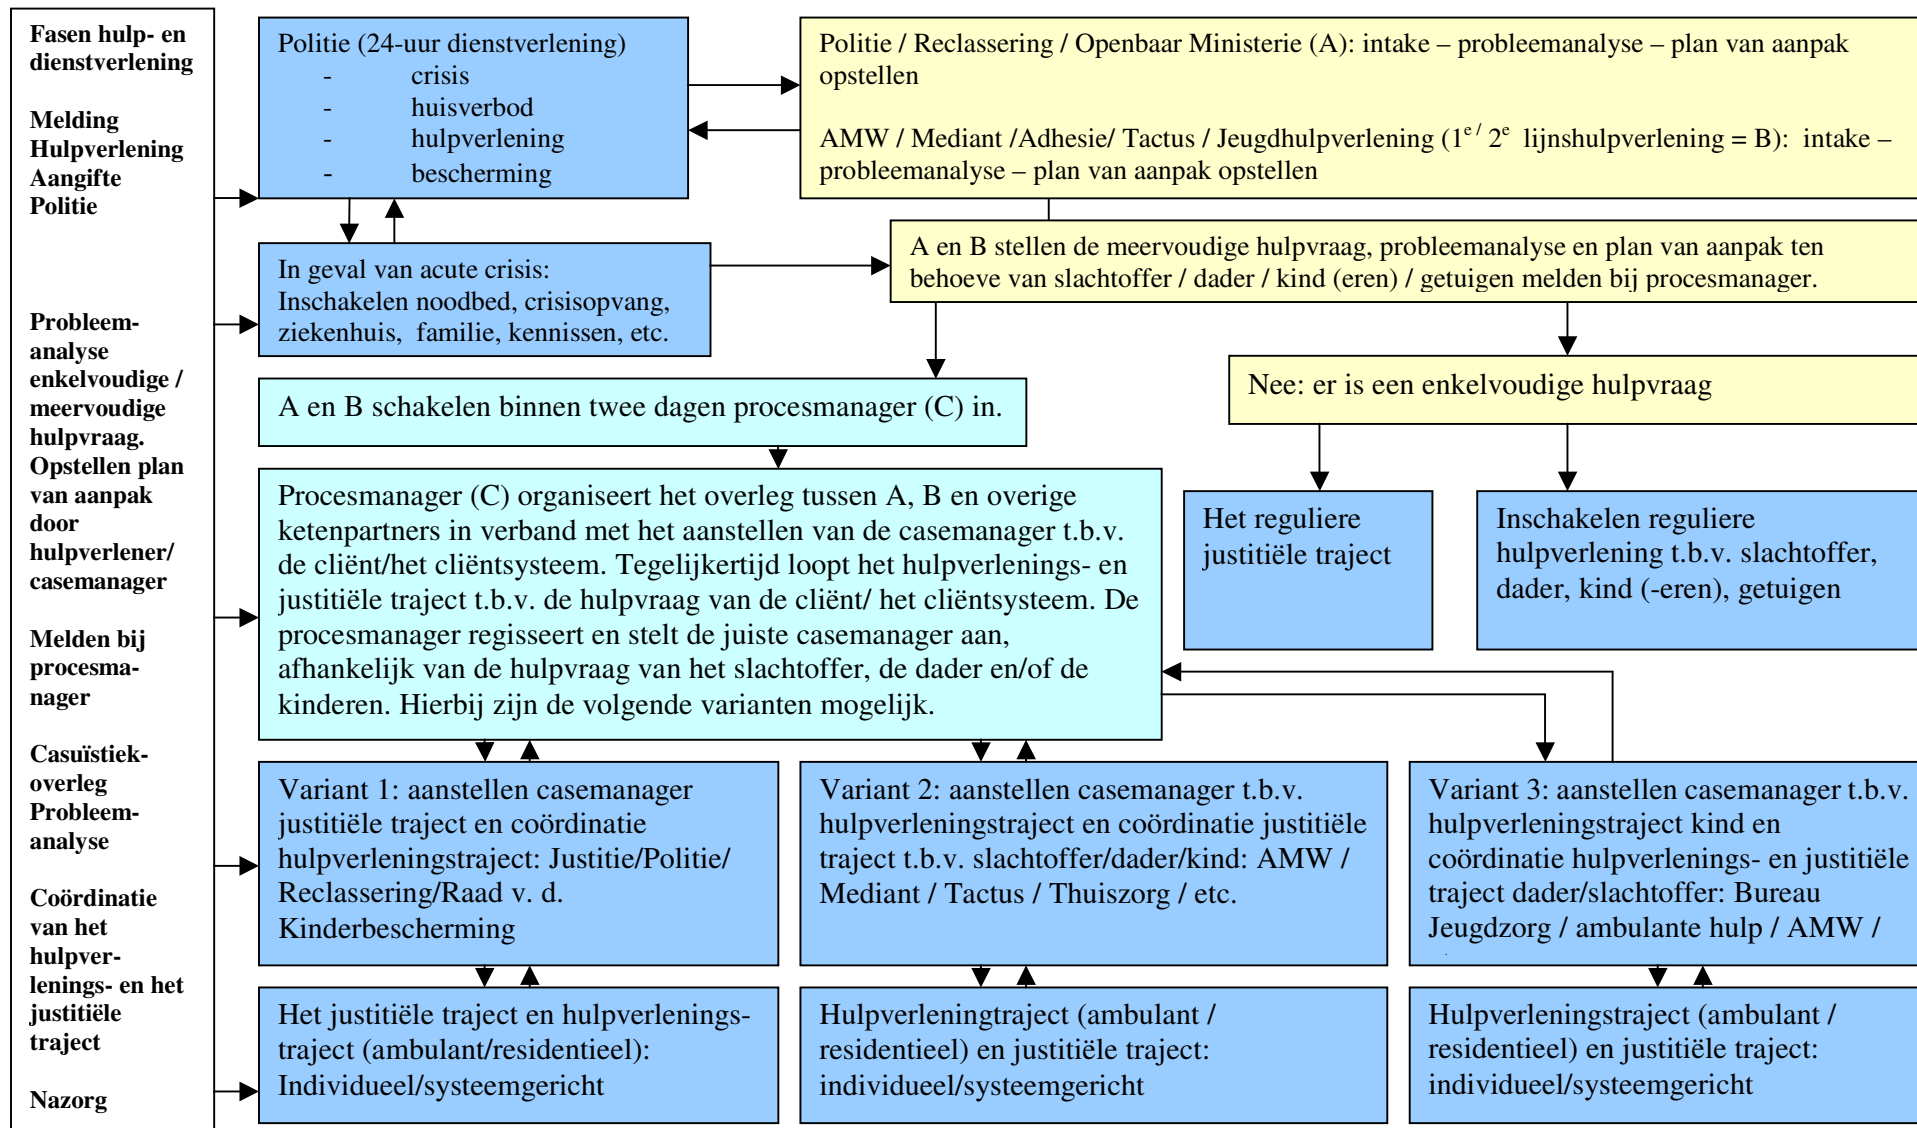 Fasen hulp- en
dienstverlening
Melding
Hulpverlening
Aangifte
Politie
Probleem-
analyse
enkelvoudige /
meervoudige
hulpvraag.
Opstellen plan
van aanpak
door
hulpverlener/
casemanager
Melden bij
procesma-
nager
Casuïstiek-
overleg
Probleem-
analyse
Coördinatie
van het
hulpver-
lenings- en het
justitiële
traject
Nazorg
Politie (24-uur dienstverlening)
- crisis
- huisverbod
- hulpverlening
- bescherming
Politie / Reclassering / Openbaar Ministerie (A): intake – probleemanalyse – plan van aanpak
opstellen
AMW / Mediant /Adhesie/ Tactus / Jeugdhulpverlening (1e / 2e lijnshulpverlening = B): intake –
probleemanalyse – plan van aanpak opstellen
In geval van acute crisis:
Inschakelen noodbed, crisisopvang,
ziekenhuis, familie, kennissen, etc.
A en B stellen de meervoudige hulpvraag, probleemanalyse en plan van aanpak ten
behoeve van slachtoffer / dader / kind (eren) / getuigen melden bij procesmanager.
A en B schakelen binnen twee dagen procesmanager (C) in.
Nee: er is een enkelvoudige hulpvraag
Procesmanager (C) organiseert het overleg tussen A, B en overige
ketenpartners in verband met het aanstellen van de casemanager t.b.v.
de cliënt/het cliëntsysteem. Tegelijkertijd loopt het hulpverlenings- en
justitiële traject t.b.v. de hulpvraag van de cliënt/ het cliëntsysteem. De
procesmanager regisseert en stelt de juiste casemanager aan,
afhankelijk van de hulpvraag van het slachtoffer, de dader en/of de
kinderen. Hierbij zijn de volgende varianten mogelijk.
Het reguliere
justitiële traject
Inschakelen reguliere
hulpverlening t.b.v. slachtoffer,
dader, kind (-eren), getuigen
Variant 1: aanstellen casemanager
justitiële traject en coördinatie
hulpverleningstraject: Justitie/Politie/
Reclassering/Raad v. d.
Kinderbescherming
Variant 2: aanstellen casemanager t.b.v.
hulpverleningstraject en coördinatie justitiële
traject t.b.v. slachtoffer/dader/kind: AMW /
Mediant / Tactus / Thuiszorg / etc.
Variant 3: aanstellen casemanager t.b.v.
hulpverleningstraject kind en
coördinatie hulpverlenings- en justitiële
traject dader/slachtoffer: Bureau
Jeugdzorg / ambulante hulp / AMW /
Het justitiële traject en hulpverlenings-
traject (ambulant/residentieel):
Individueel/systeemgericht
Hulpverleningtraject (ambulant /
residentieel) en justitiële traject:
individueel/systeemgericht
Hulpverleningstraject (ambulant /
residentieel) en justitiële traject:
individueel/systeemgericht